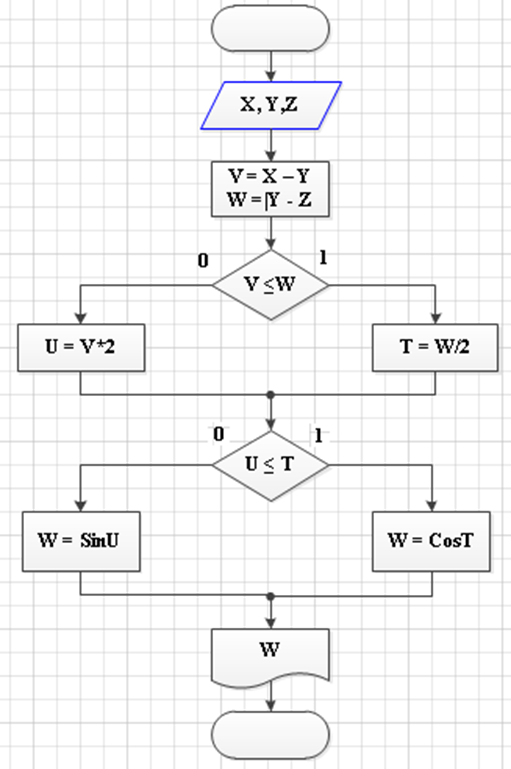 X, Y,Z
V = X – Y
W =|Y - Z
0
1
V ≤W
U = V*2
T = W/2
0
1
U ≤ T
W = SinU
W = CosT
W